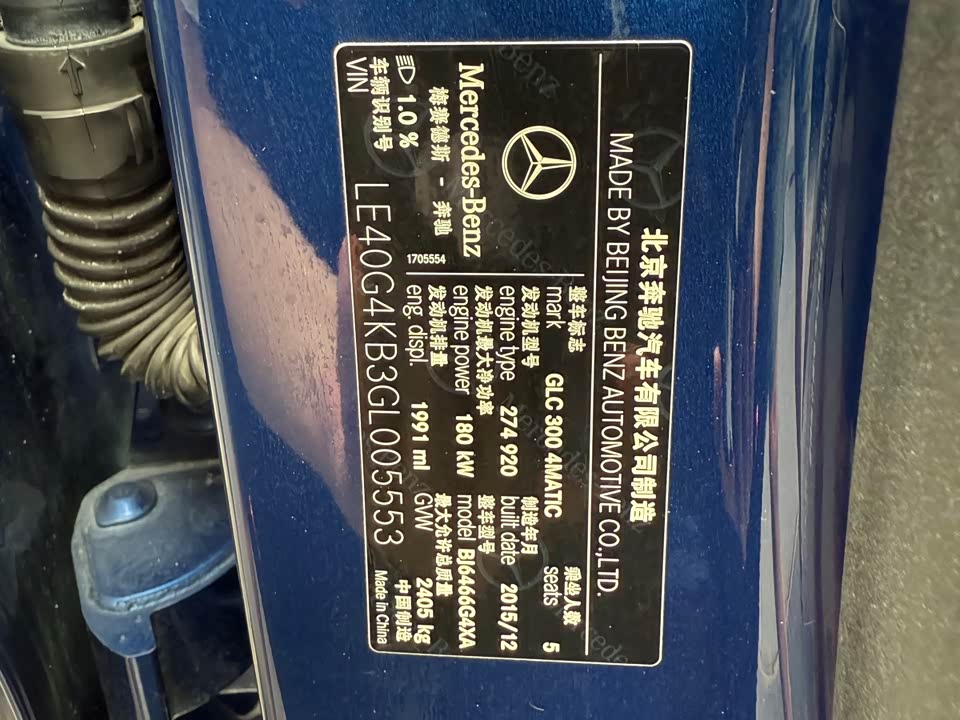 北京奔驰汽车有限公司制造
MADE BY BEIJING BENZ AUTOMOTIVE CO.,LTD.
Mercedes-Benz
梅赛德斯 - 奔驰
1705554
1.0 %
整车标志
mark GLC 300 4MATIC
乘坐人数
seats 5
发动机型号
engine type 274 920
制造年月
built date 2015/12
发动机最大净功率
engine power 180 kW
整车型号
model BJ6466G4XA
发动机排量
eng. displ. 1991 ml
最大允许总质量
GVW 2405 kg
车辆识别号
VIN LE40G4KB3GL005553
中国制造
Made in China